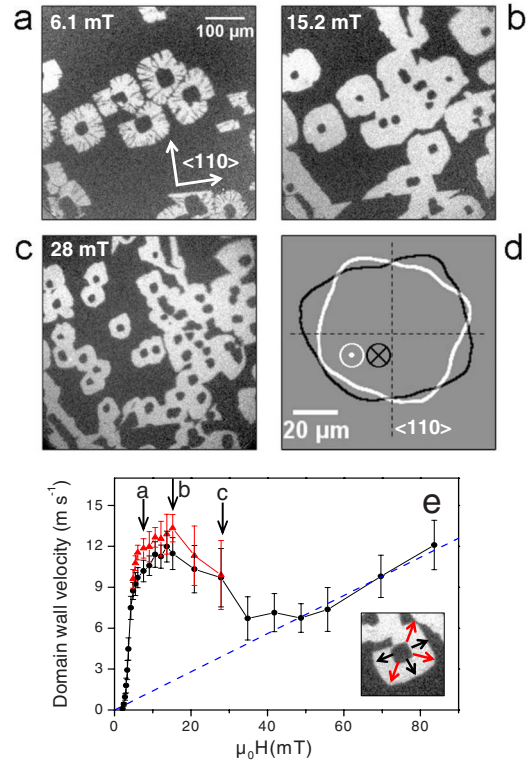 a
6.1 mT
100 µm
<110>
15.2 mT
b
c
28 mT
d
20 µm
<110>
e
a
b
c
Domain wall velocity (m s⁻¹)
15
12
9
6
3
0
0 20 40 60 80
µ₀H(mT)